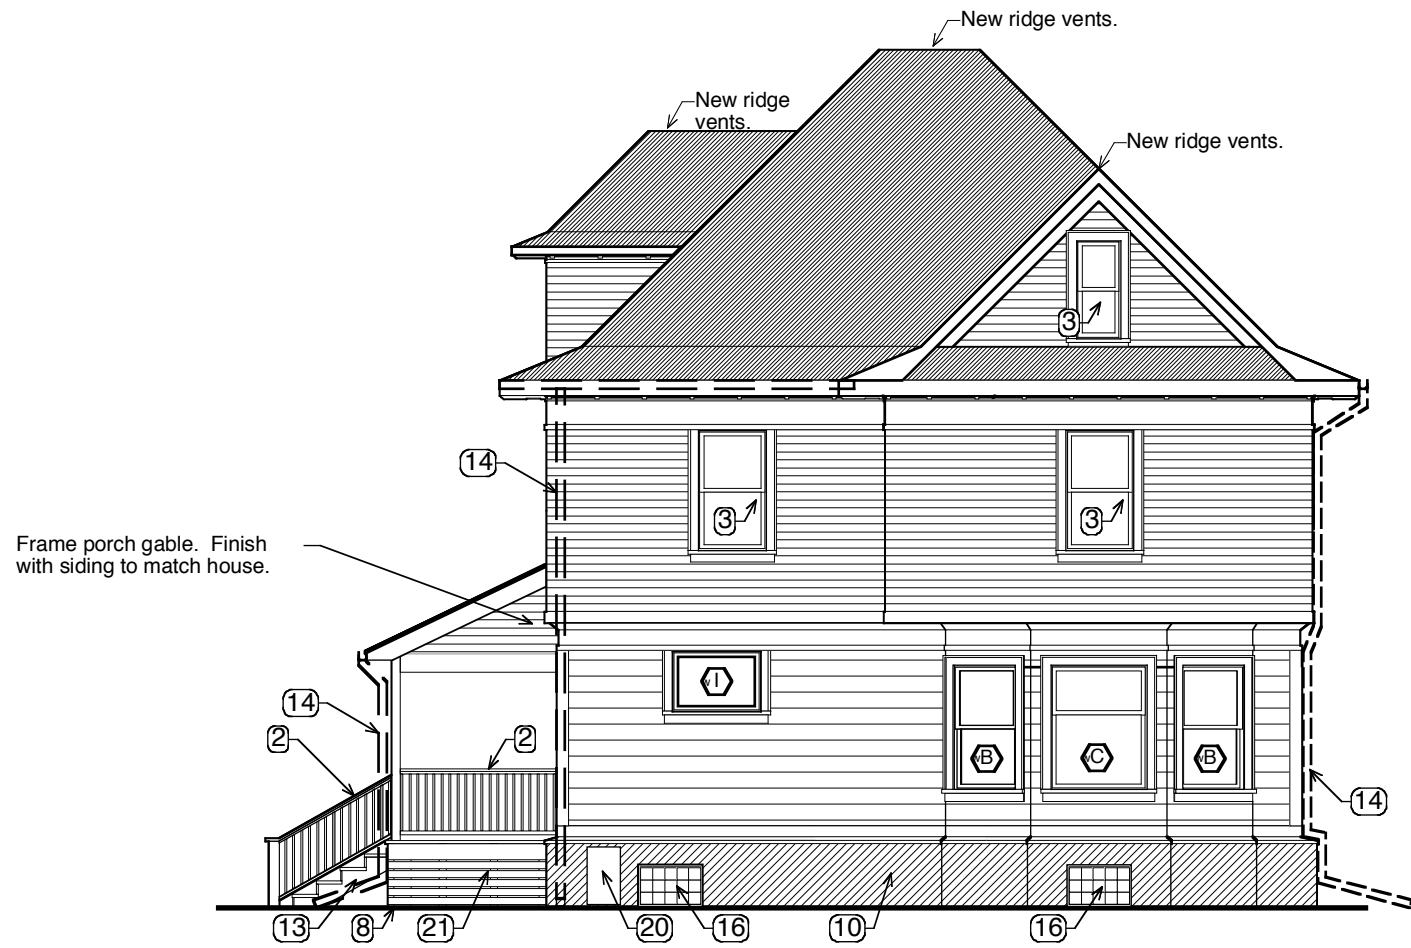 New ridge vents.
New ridge
vents.
New ridge vents.
3
14
3
3
Frame porch gable.  Finish
with siding to match house.
I
14
2
2
B
C
B
14
13
8
21
20
16
10
16